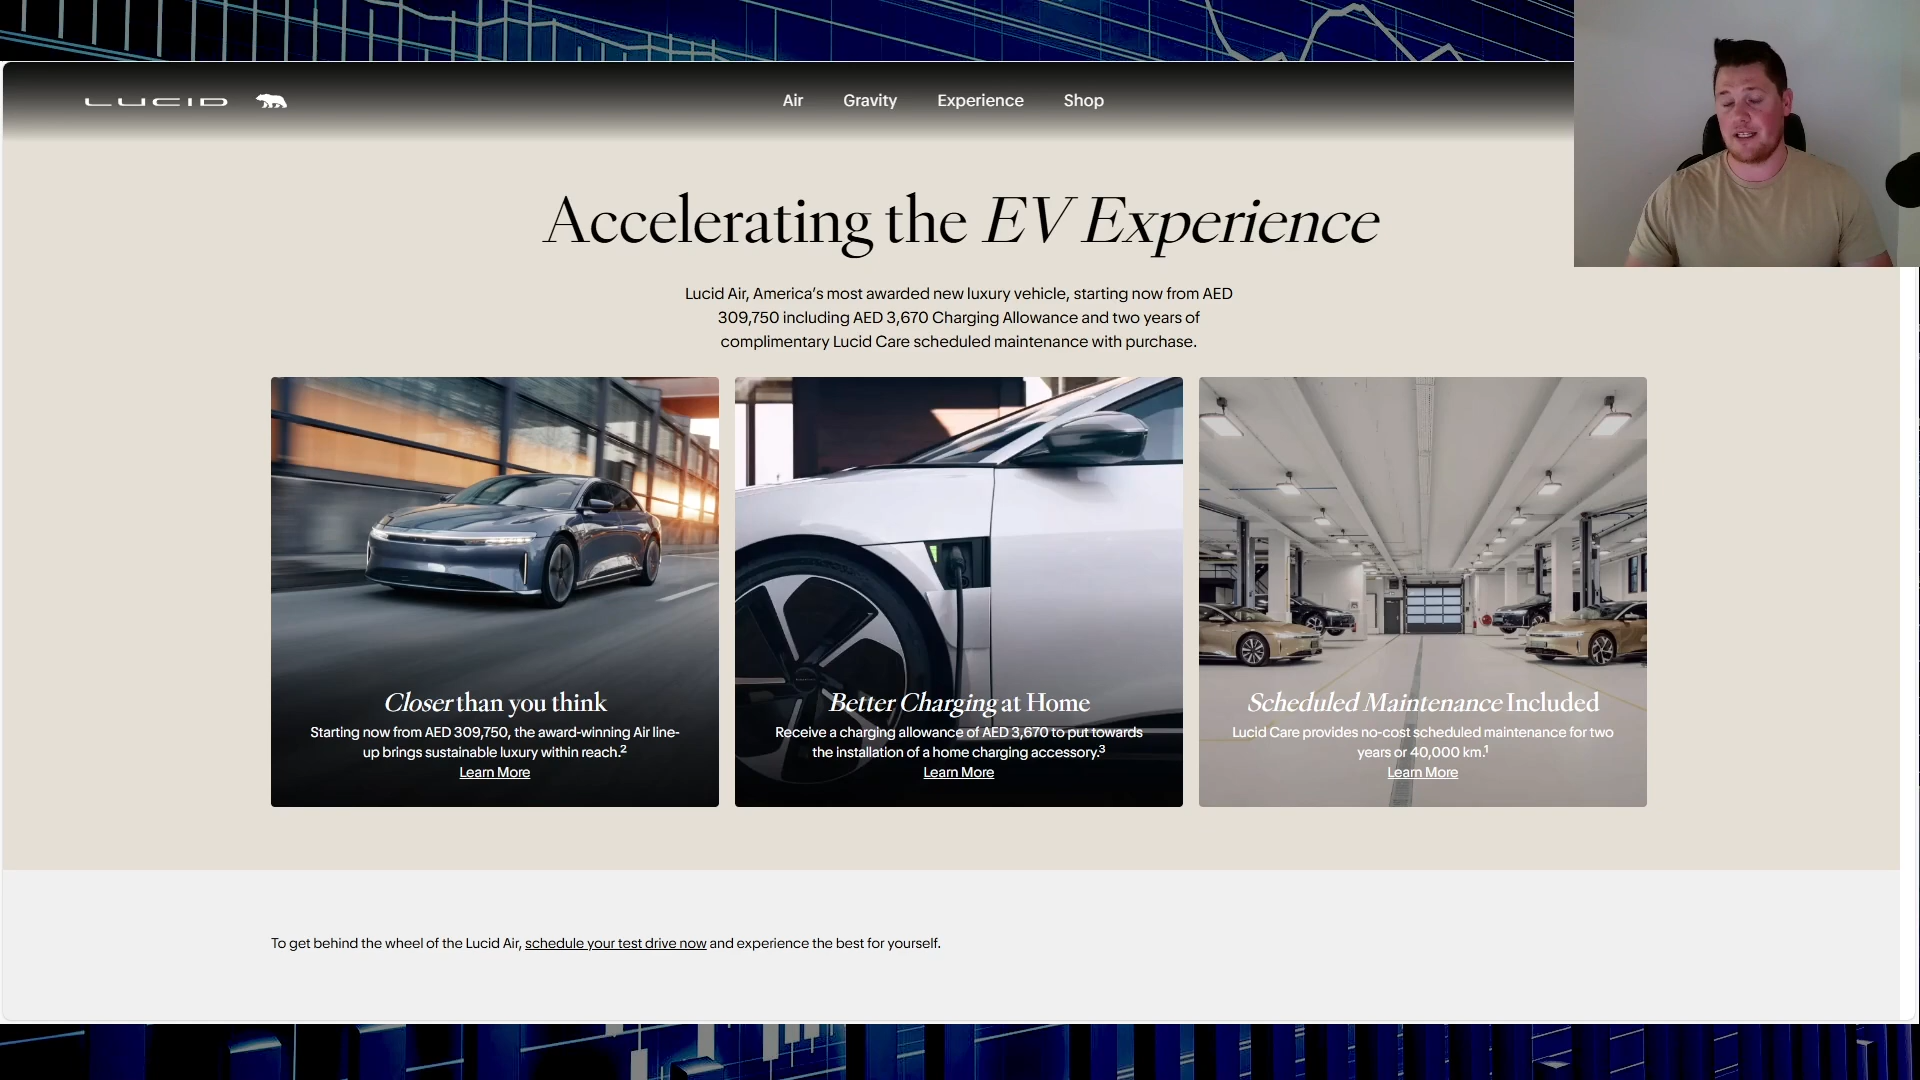 LUCID
Air
Gravity
Experience
Shop
Accelerating the EV Experience
Lucid Air, America's most awarded new luxury vehicle, starting now from AED
309,750 including AED 3,670 Charging Allowance and two years of
complimentary Lucid Care scheduled maintenance with purchase.
Closer than you think
Starting now from AED 309,750, the award-winning Air line-
up brings sustainable luxury within reach.2
Learn More
Better Charging at Home
Receive a charging allowance of AED 3,670 to put towards
the installation of a home charging accessory.3
Learn More
Scheduled Maintenance Included
Lucid Care provides no-cost scheduled maintenance for two
years or 40,000 km.1
Learn More
To get behind the wheel of the Lucid Air, schedule your test drive now and experience the best for yourself.